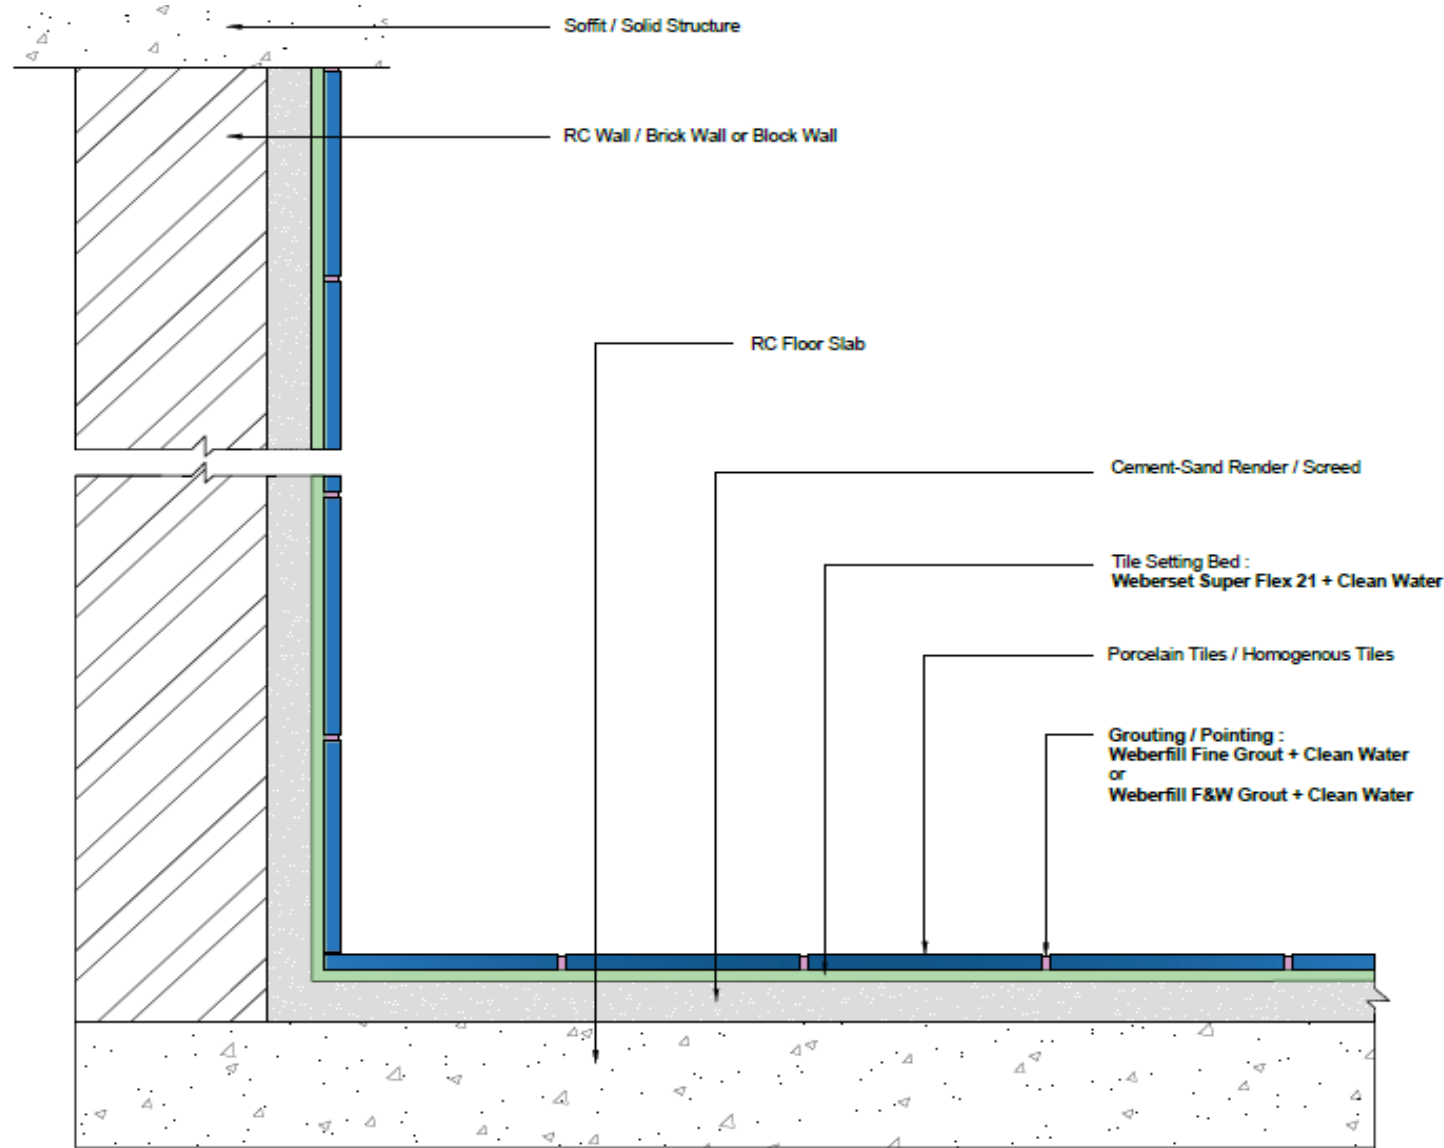 Soffit / Solid Structure
RC Wall / Brick Wall or Block Wall
RC Floor Slab
Cement-Sand Render / Screed
Tile Setting Bed :
Weberset Super Flex 21 + Clean Water
Porcelain Tiles / Homogenous Tiles
Grouting / Pointing :
Weberfill Fine Grout + Clean Water
or
Weberfill F&W Grout + Clean Water